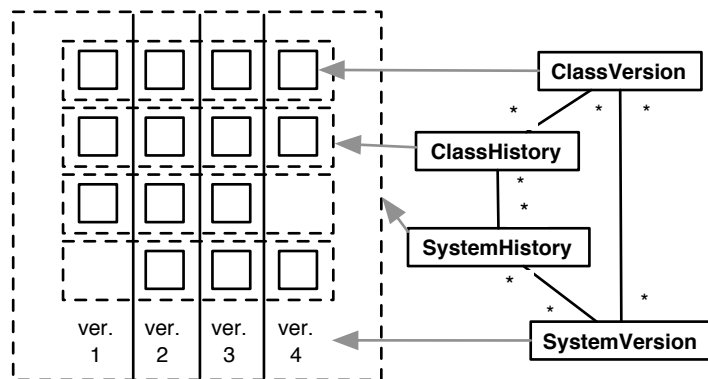 ClassVersion
* * *
ClassHistory
*
*
SystemHistory
* *
*
ver. ver. ver. ver.
1 2 3 4
SystemVersion